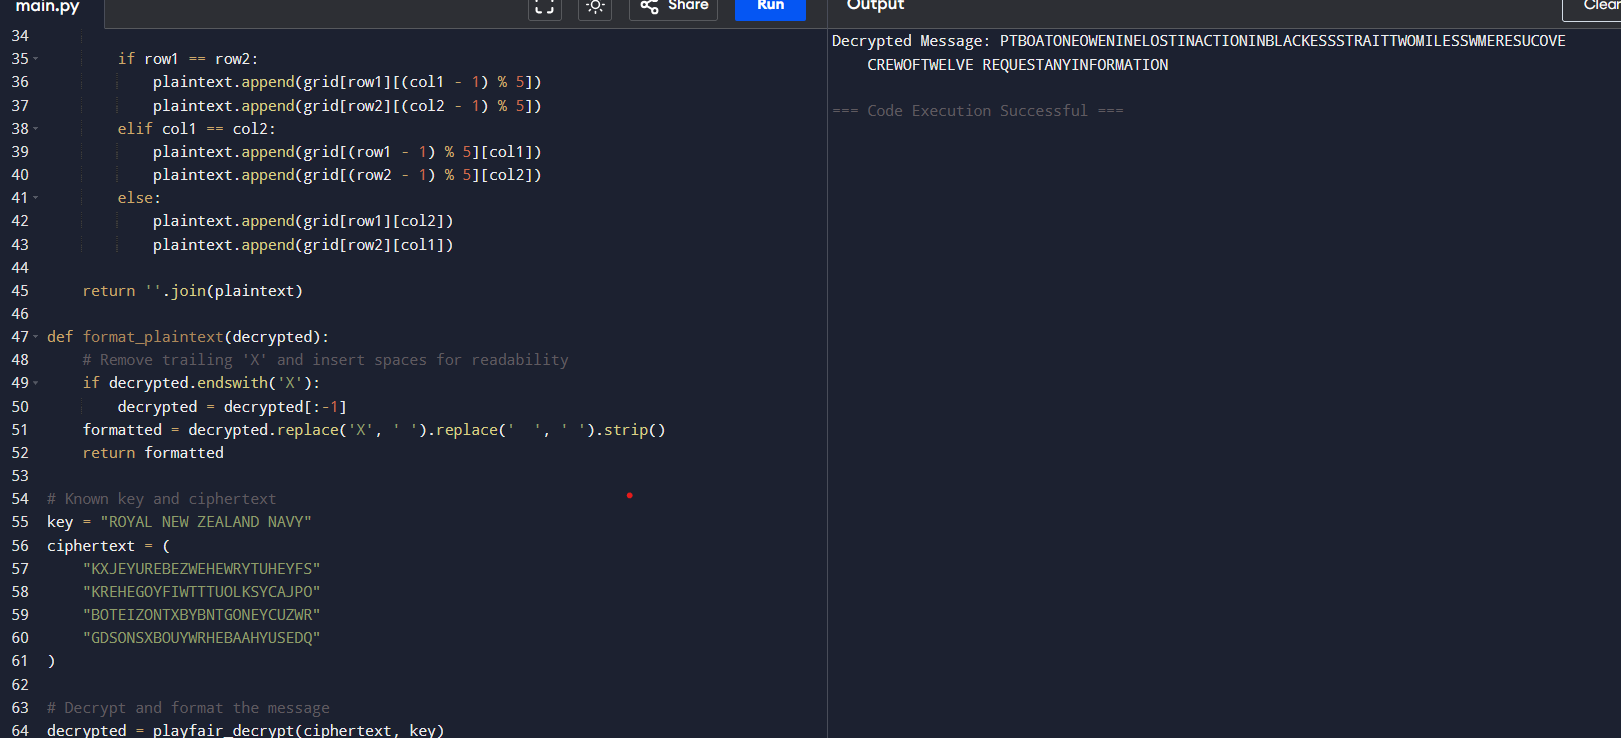 main.py
Share
Run
Output
Clear
34
35 if row1 == row2:
36 plaintext.append(grid[row1][(col1 - 1) % 5])
37 plaintext.append(grid[row2][(col2 - 1) % 5])
38 elif col1 == col2:
39 plaintext.append(grid[(row1 - 1) % 5][col1])
40 plaintext.append(grid[(row2 - 1) % 5][col2])
41 else:
42 plaintext.append(grid[row1][col2])
43 plaintext.append(grid[row2][col1])
44
45 return ''.join(plaintext)
46
47 def format_plaintext(decrypted):
48 # Remove trailing 'X' and insert spaces for readability
49 if decrypted.endswith('X'):
50 decrypted = decrypted[:-1]
51 formatted = decrypted.replace('X', ' ').replace('  ', ' ').strip()
52 return formatted
53
54 # Known key and ciphertext
55 key = "ROYAL NEW ZEALAND NAVY"
56 ciphertext = (
57 "KXJEYUREBEZWEHEWRYTUHEYFS"
58 "KREHEGOYFIWTTTUOLKSYCAJPO"
59 "BOTEIZONTXBYBNTGONEYCUZWR"
60 "GDSONSXBOUYWRHEBAAHYUSEDQ"
61 )
62
63 # Decrypt and format the message
64 decrypted = playfair_decrypt(ciphertext, key)
Decrypted Message: PTBOATONEOWENINELOSTINACTIONINBLACKESSSTRAITTWOMILESSWMERESUCOVE
CREWOFTWELVE REQUESTANYINFORMATION
=== Code Execution Successful ===